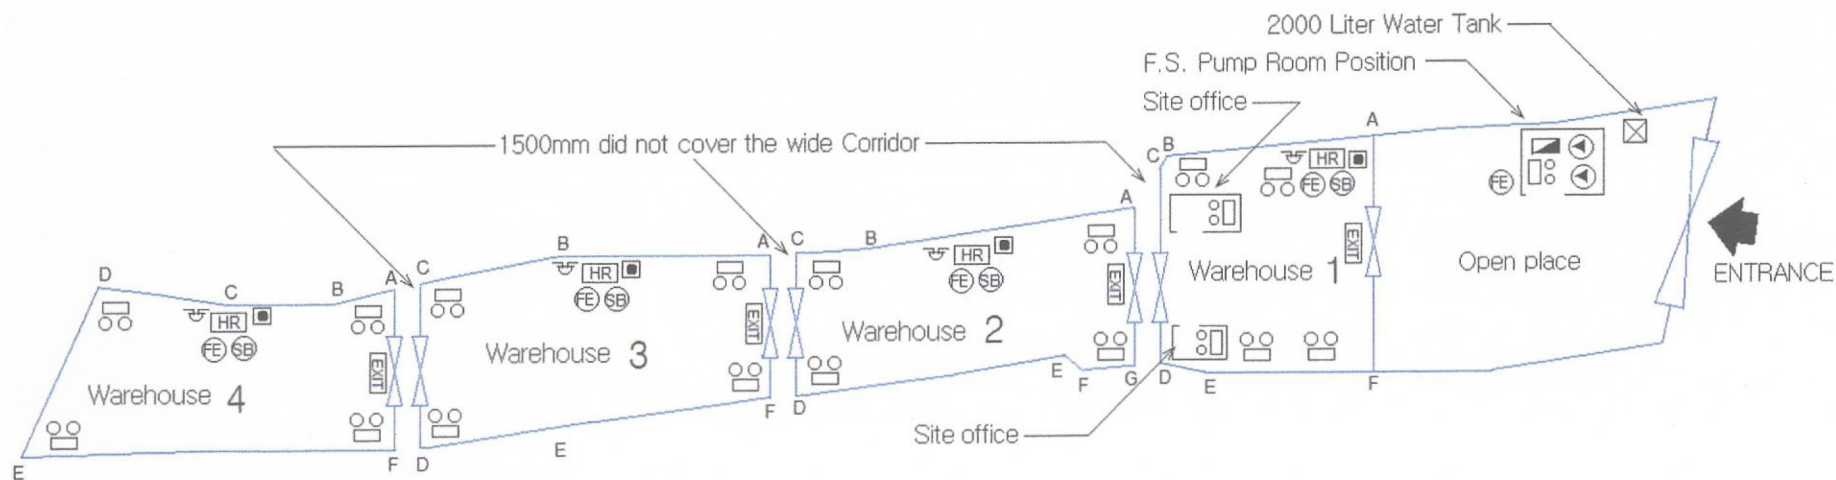 2000 Liter Water Tank
F.S. Pump Room Position
Site office
1500mm did not cover the wide Corridor
A
B
C
HR
FE SB
FE
EXIT
Warehouse 1
Open place
ENTRANCE
D
E
F
Site office
A
B
C
HR
FE SB
EXIT
Warehouse 2
D
E
F
G
A
B
C
HR
FE SB
EXIT
Warehouse 3
D
E
F
A
B
C
D
HR
FE SB
EXIT
Warehouse 4
E
F